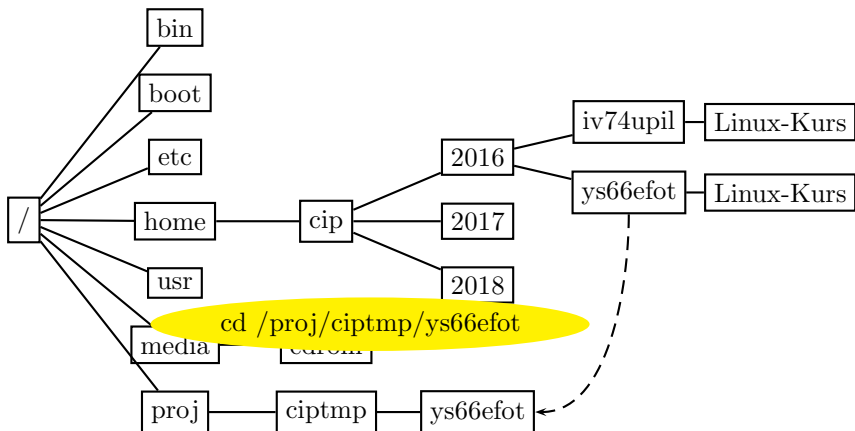 bin
boot
etc
/
home
usr
media
proj
cip
2016
2017
2018
iv74upil
Linux-Kurs
ys66efot
Linux-Kurs
cd /proj/ciptmp/ys66efot
cdrom
ciptmp
ys66efot